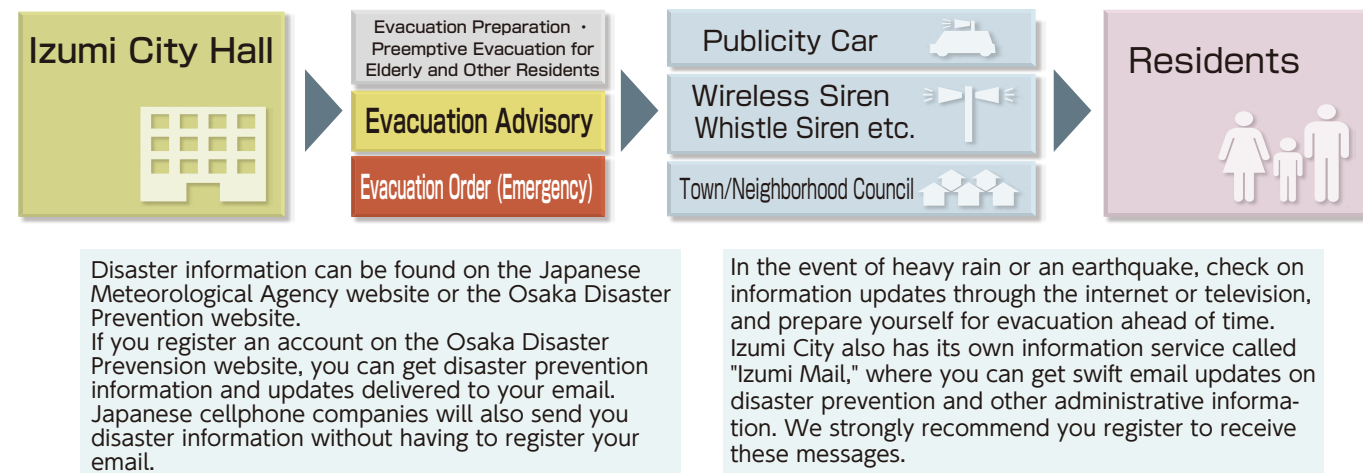 Izumi City Hall
Evacuation Preparation ・
Preemptive Evacuation for
Elderly and Other Residents
Evacuation Advisory
Evacuation Order (Emergency)
Publicity Car
Wireless Siren
Whistle Siren etc.
Town/Neighborhood Council
Residents
Disaster information can be found on the Japanese
Meteorological Agency website or the Osaka Disaster
Prevention website.
If you register an account on the Osaka Disaster
Prevension website, you can get disaster prevention
information and updates delivered to your email.
Japanese cellphone companies will also send you
disaster information without having to register your
email.
In the event of heavy rain or an earthquake, check on
information updates through the internet or television,
and prepare yourself for evacuation ahead of time.
Izumi City also has its own information service called
"Izumi Mail," where you can get swift email updates on
disaster prevention and other administrative informa-
tion. We strongly recommend you register to receive
these messages.